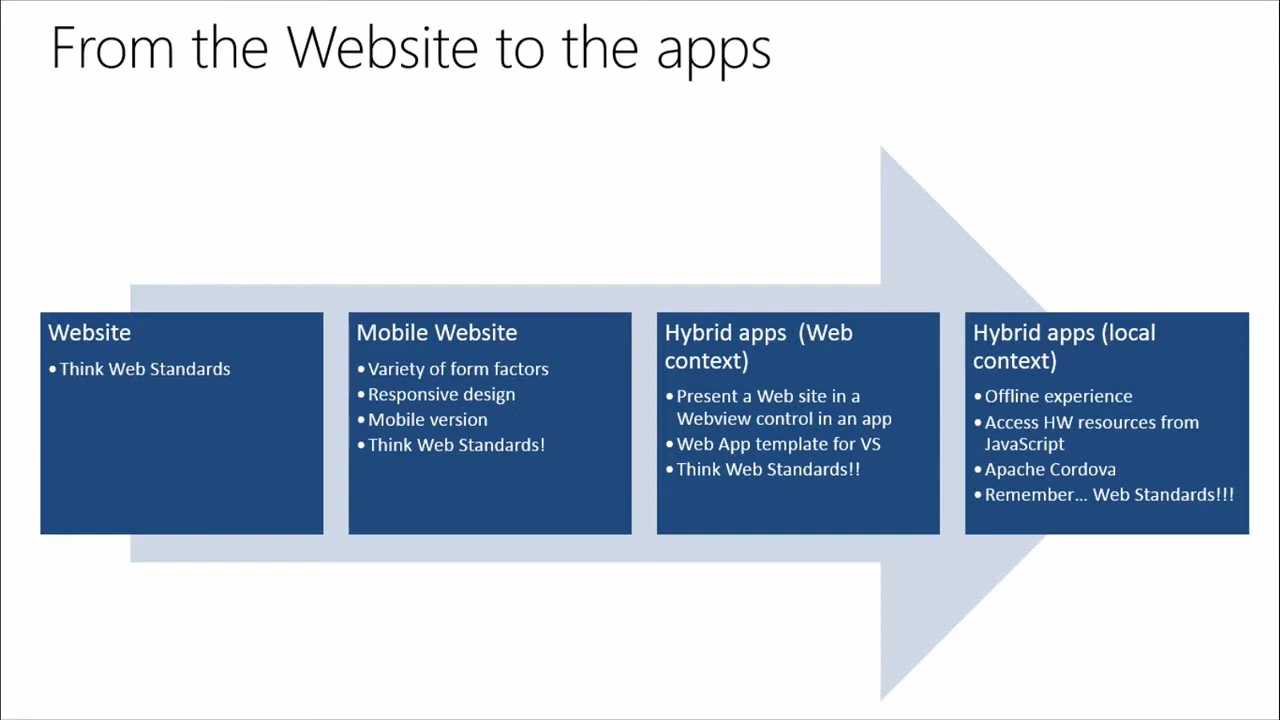 From the Website to the apps
Website
•Think Web Standards
Mobile Website
•Variety of form factors
•Responsive design
•Mobile version
•Think Web Standards!
Hybrid apps (Web
context)
•Present a Web site in a
Webview control in an app
•Web App template for VS
•Think Web Standards!!
Hybrid apps (local
context)
•Offline experience
•Access HW resources from
JavaScript
•Apache Cordova
•Remember... Web Standards!!!